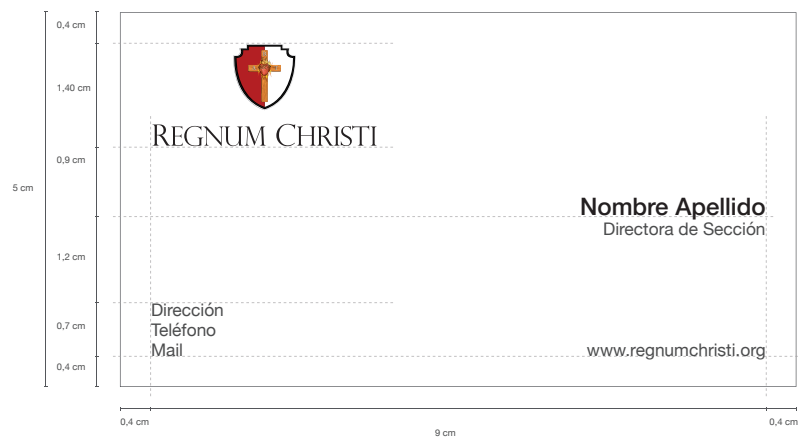 0,4 cm
1,40 cm
REGNUM CHRISTI
0,9 cm
5 cm
Nombre Apellido
Directora de Sección
1,2 cm
Dirección
0,7 cm
Teléfono
Mail
www.regnumchristi.org
0,4 cm
0,4 cm
9 cm
0,4 cm